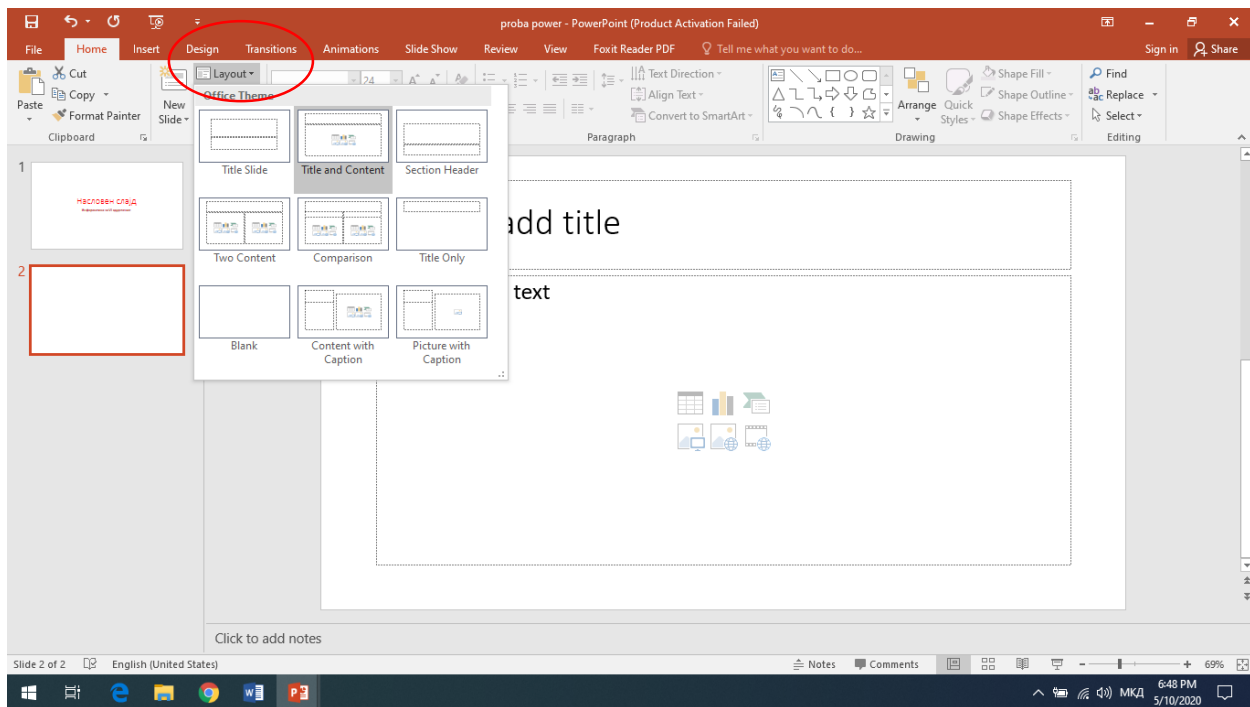 proba power - PowerPoint (Product Activation Failed)
File Home Insert Design Transitions Animations Slide Show Review View Foxit Reader PDF Tell me what you want to do... Sign in Share
Paste
Cut
Copy
Format Painter
Clipboard
New Slide
Layout
24
Text Direction
Align Text
Convert to SmartArt
Paragraph
Arrange
Quick Styles
Shape Fill
Shape Outline
Shape Effects
Drawing
Find
Replace
Select
Editing
Office Theme
Title Slide
Title and Content
Section Header
Two Content
Comparison
Title Only
Blank
Content with Caption
Picture with Caption
1
Насловен слајд
2
add title
text
Click to add notes
Slide 2 of 2 English (United States) Notes Comments 69%
МКД
6:48 PM
5/10/2020